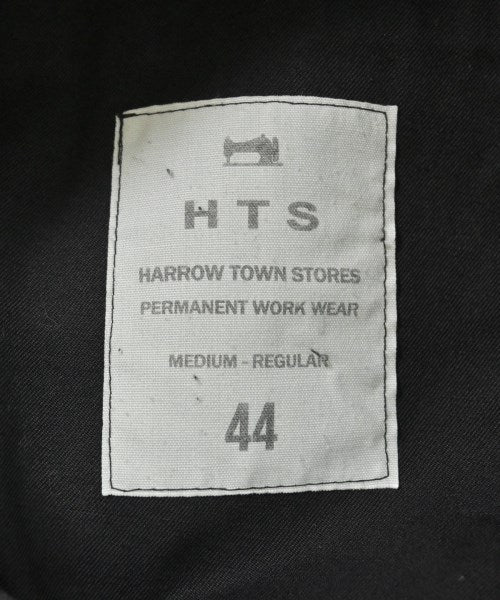 HTS
HARROW TOWN STORES
PERMANENT WORK WEAR
MEDIUM - REGULAR
44